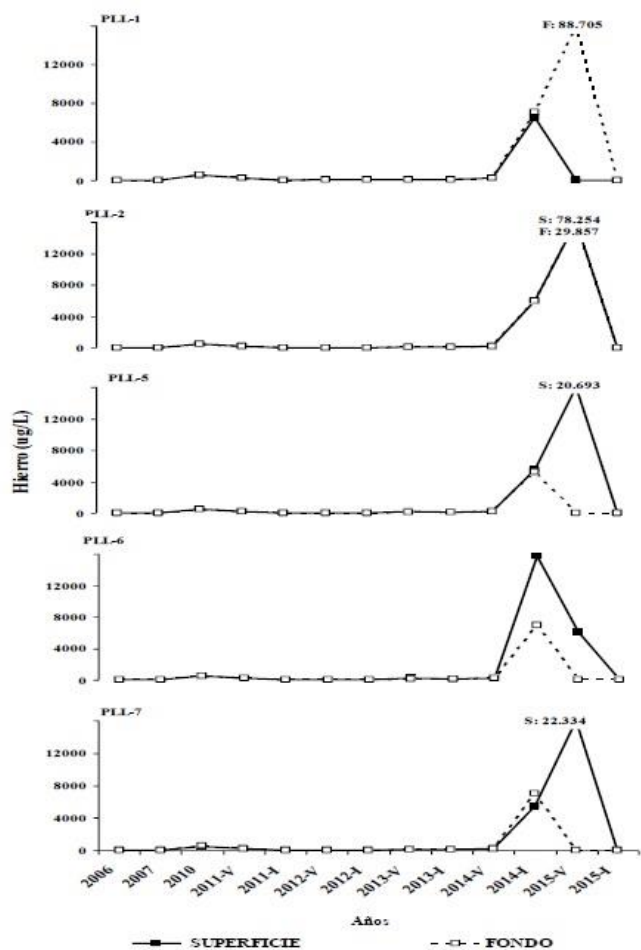 PLL-1
F: 88.705
12000
8000
4000
0
PLL-2
S: 78.254
F: 29.857
12000
8000
4000
0
PLL-5
S: 20.693
12000
8000
4000
0
Hierro (ug/L)
PLL-6
12000
8000
4000
0
PLL-7
S: 22.334
12000
8000
4000
0
2006
2007
2010
2011-V
2011-I
2012-V
2012-I
2013-V
2013-I
2014-V
2014-I
2015-V
2015-I
Años
SUPERFICIE
FONDO